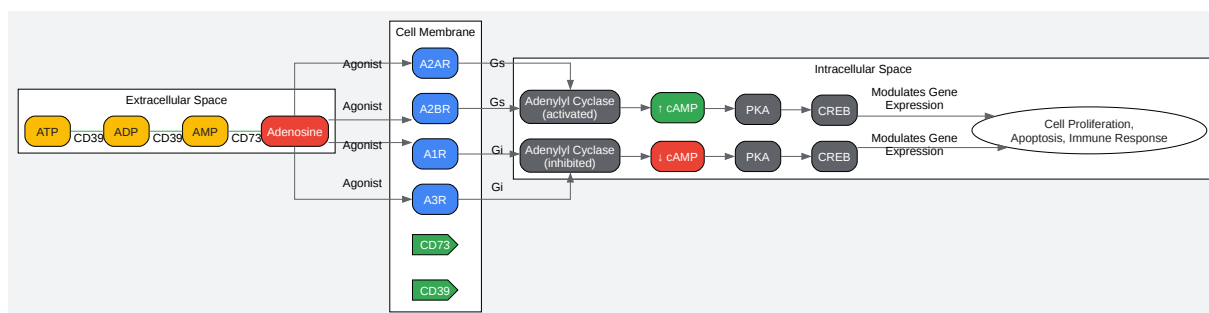 Cell Membrane
Extracellular Space
Intracellular Space
ATP
CD39
ADP
CD39
AMP
CD73
Adenosine
Agonist
A2AR
Gs
Agonist
A2BR
Gs
Agonist
A1R
Gi
Agonist
A3R
Gi
CD73
CD39
Adenylyl Cyclase
(activated)
↑ cAMP
PKA
CREB
Modulates Gene
Expression
Adenylyl Cyclase
(inhibited)
↓ cAMP
PKA
CREB
Modulates Gene
Expression
Cell Proliferation,
Apoptosis, Immune Response